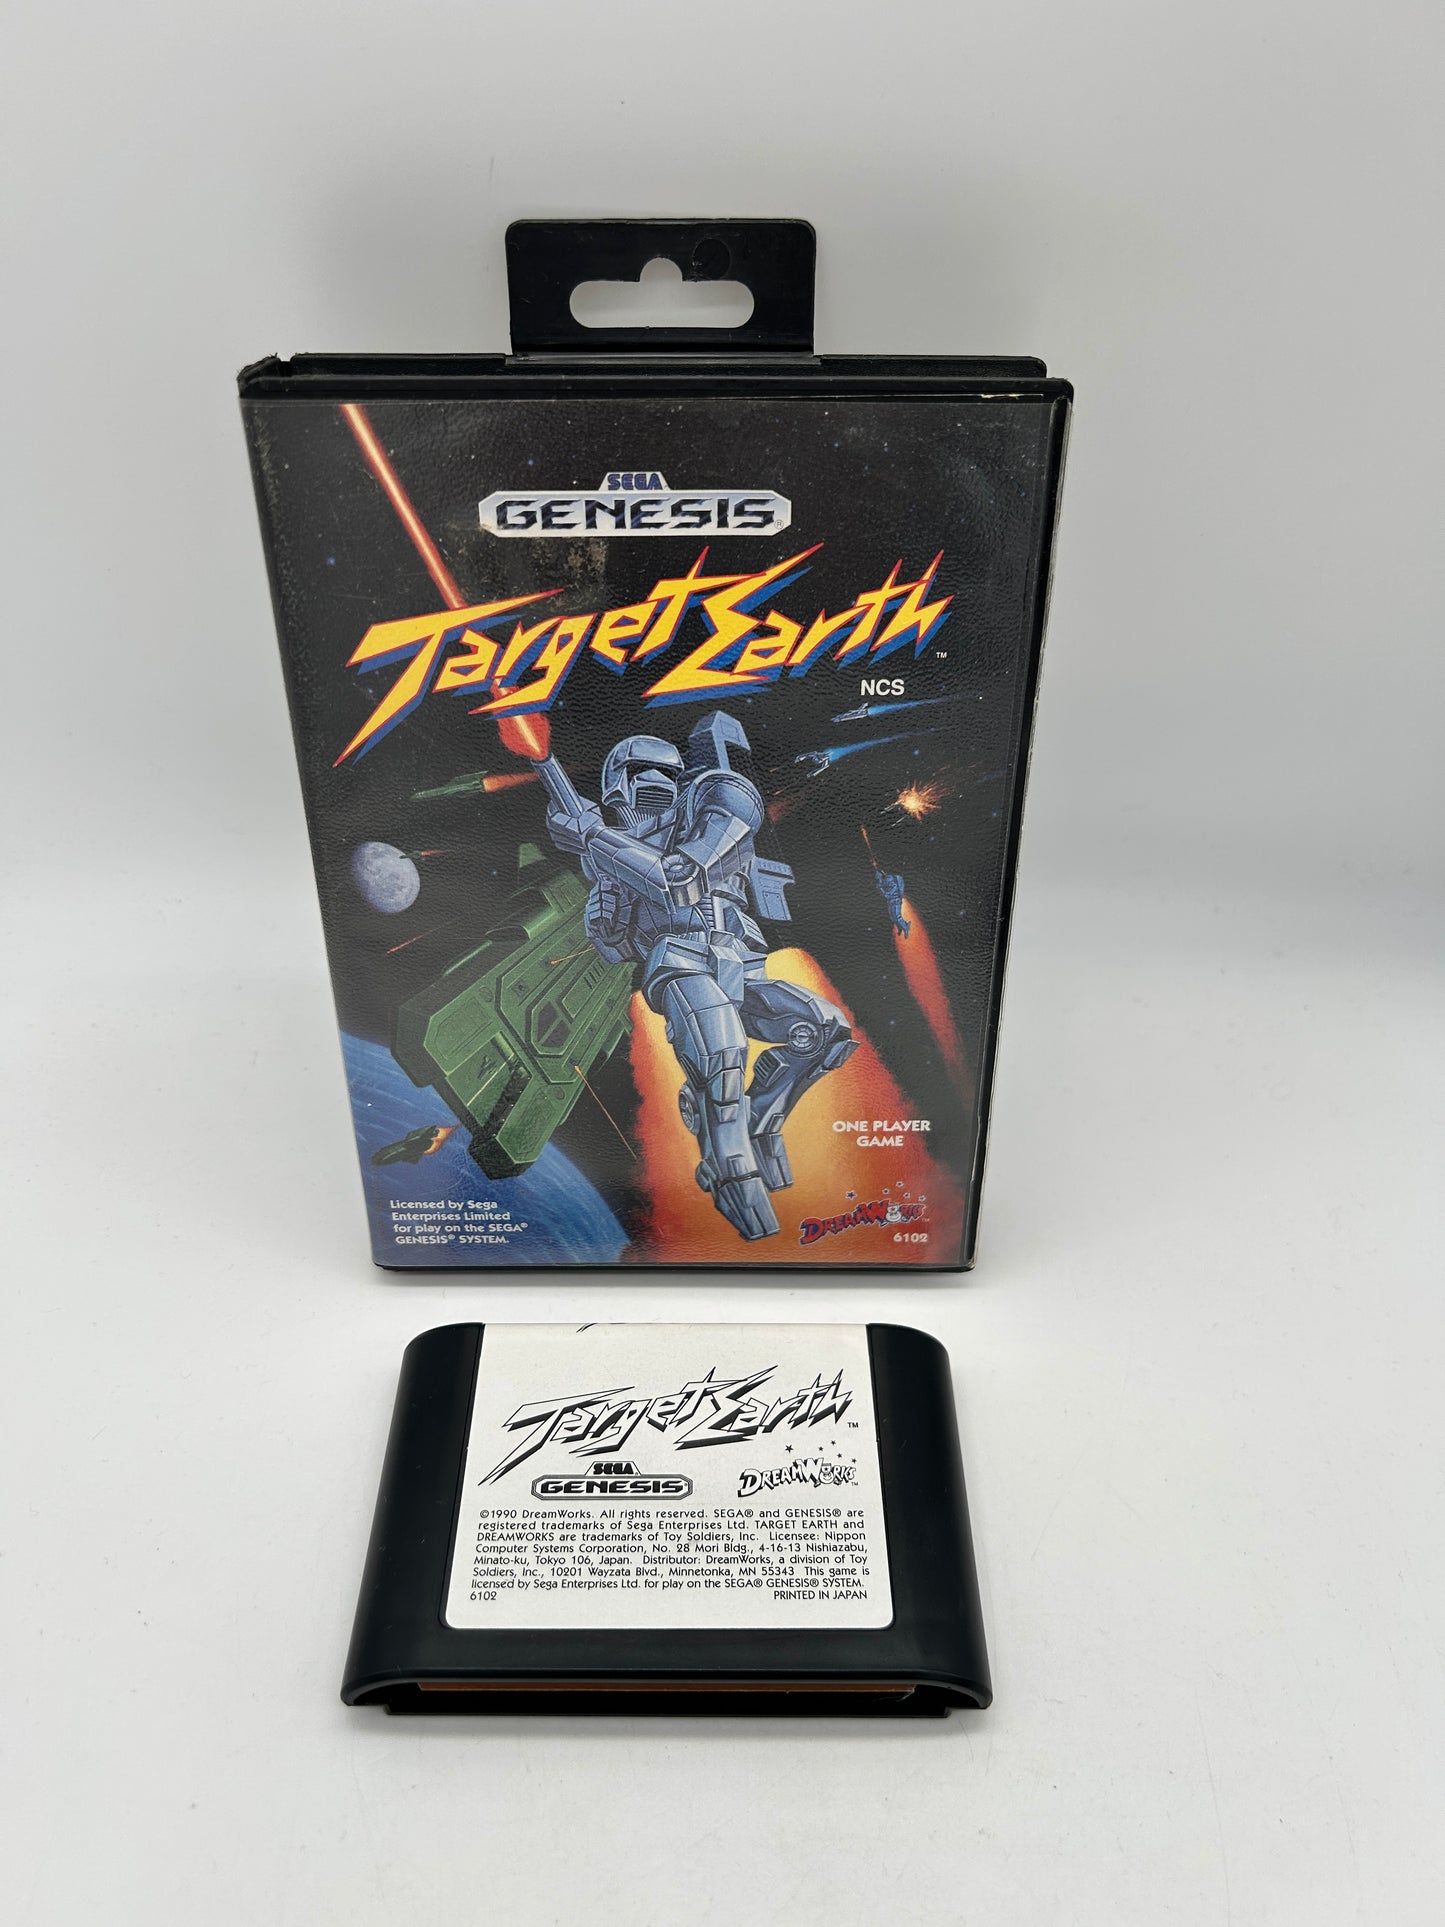 SEGA
GENESIS®
Target Earth™
NCS
ONE PLAYER
GAME
Licensed by Sega
Enterprises Limited
for play on the SEGA®
GENESIS® SYSTEM.
DREAMWORKS™
6102
Target Earth™
SEGA
GENESIS
DREAMWORKS™
©1990 DreamWorks. All rights reserved. SEGA® and GENESIS® are
registered trademarks of Sega Enterprises Ltd. TARGET EARTH and
DREAMWORKS are trademarks of Toy Soldiers, Inc. Licensee: Nippon
Computer Systems Corporation, No. 28 Mori Bldg., 4-16-13 Nishiazabu,
Minato-ku, Tokyo 106, Japan. Distributor: DreamWorks, a division of Toy
Soldiers, Inc., 10201 Wayzata Blvd., Minnetonka, MN 55343 This game is
licensed by Sega Enterprises Ltd. for play on the SEGA® GENESIS® SYSTEM.
6102 PRINTED IN JAPAN